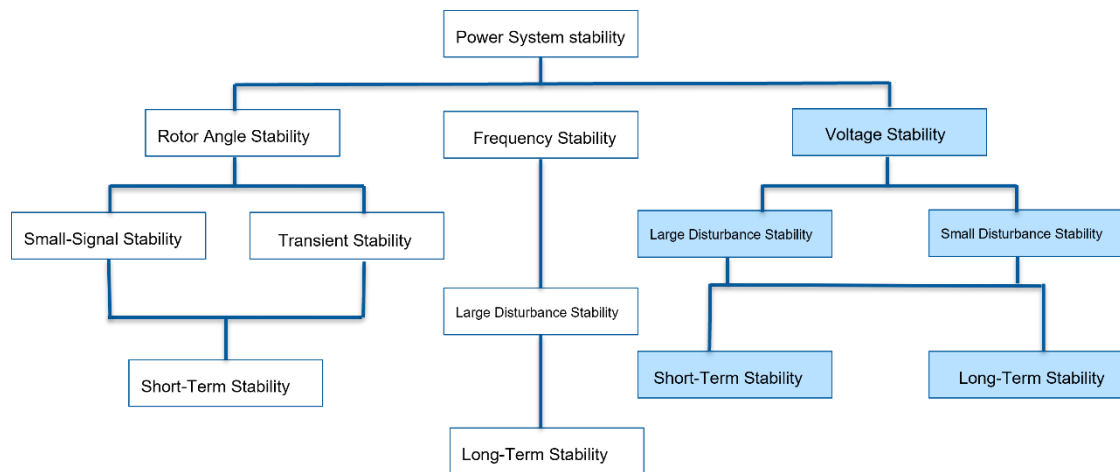 Power System stability
Rotor Angle Stability
Frequency Stability
Voltage Stability
Small-Signal Stability
Transient Stability
Large Disturbance Stability
Small Disturbance Stability
Large Disturbance Stability
Short-Term Stability
Short-Term Stability
Long-Term Stability
Long-Term Stability